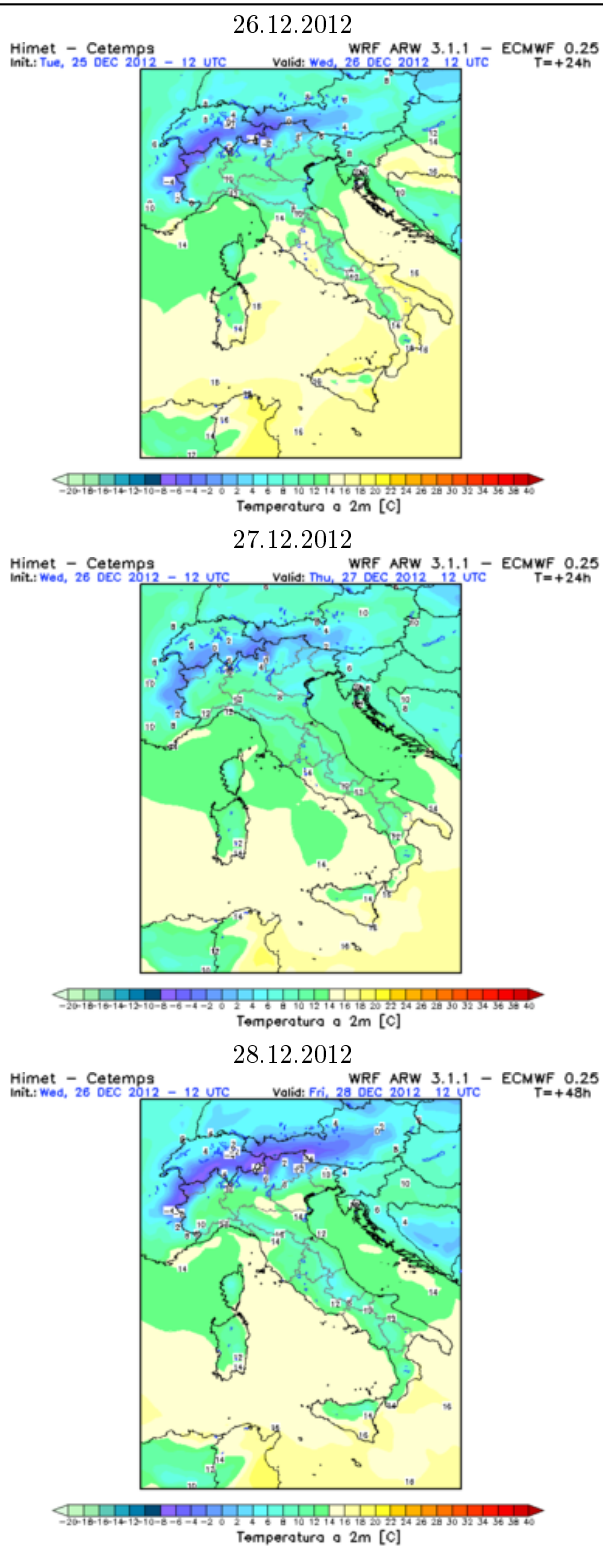 26.12.2012
Himet – Cetemps WRF ARW 3.1.1 – ECMWF 0.25
Init.: Tue, 25 DEC 2012 – 12 UTC Valid: Wed, 26 DEC 2012 12 UTC T=+24h
-20 -18 -16 -14 -12 -10 -8 -6 -4 -2 0 2 4 6 8 10 12 14 16 18 20 22 24 26 28 30 32 34 36 38 40
Temperatura a 2m [C]
27.12.2012
Himet – Cetemps WRF ARW 3.1.1 – ECMWF 0.25
Init.: Wed, 26 DEC 2012 – 12 UTC Valid: Thu, 27 DEC 2012 12 UTC T=+24h
-20 -18 -16 -14 -12 -10 -8 -6 -4 -2 0 2 4 6 8 10 12 14 16 18 20 22 24 26 28 30 32 34 36 38 40
Temperatura a 2m [C]
28.12.2012
Himet – Cetemps WRF ARW 3.1.1 – ECMWF 0.25
Init.: Wed, 26 DEC 2012 – 12 UTC Valid: Fri, 28 DEC 2012 12 UTC T=+48h
-20 -18 -16 -14 -12 -10 -8 -6 -4 -2 0 2 4 6 8 10 12 14 16 18 20 22 24 26 28 30 32 34 36 38 40
Temperatura a 2m [C]